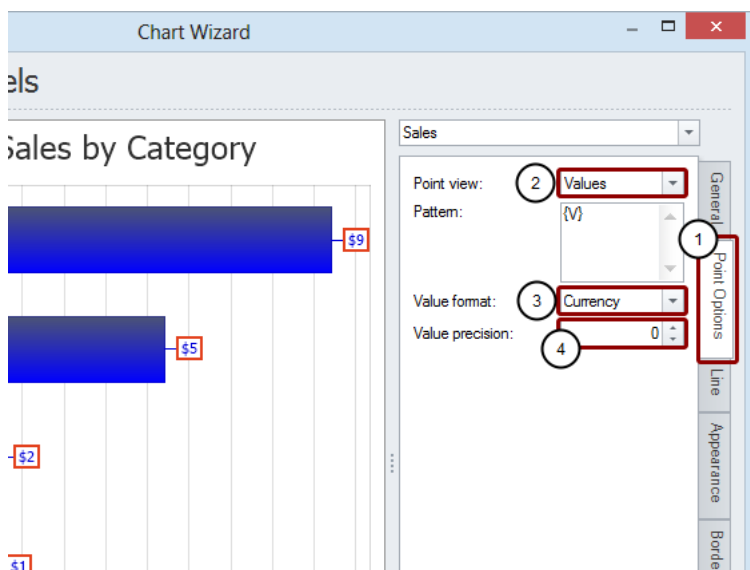 Chart Wizard
els
Sales by Category
$9
$5
$2
$1
Sales
Point view:
2
Values
Pattern:
{V}
Value format:
3
Currency
Value precision:
4
0
General
1
Point Options
Line
Appearance
Borde